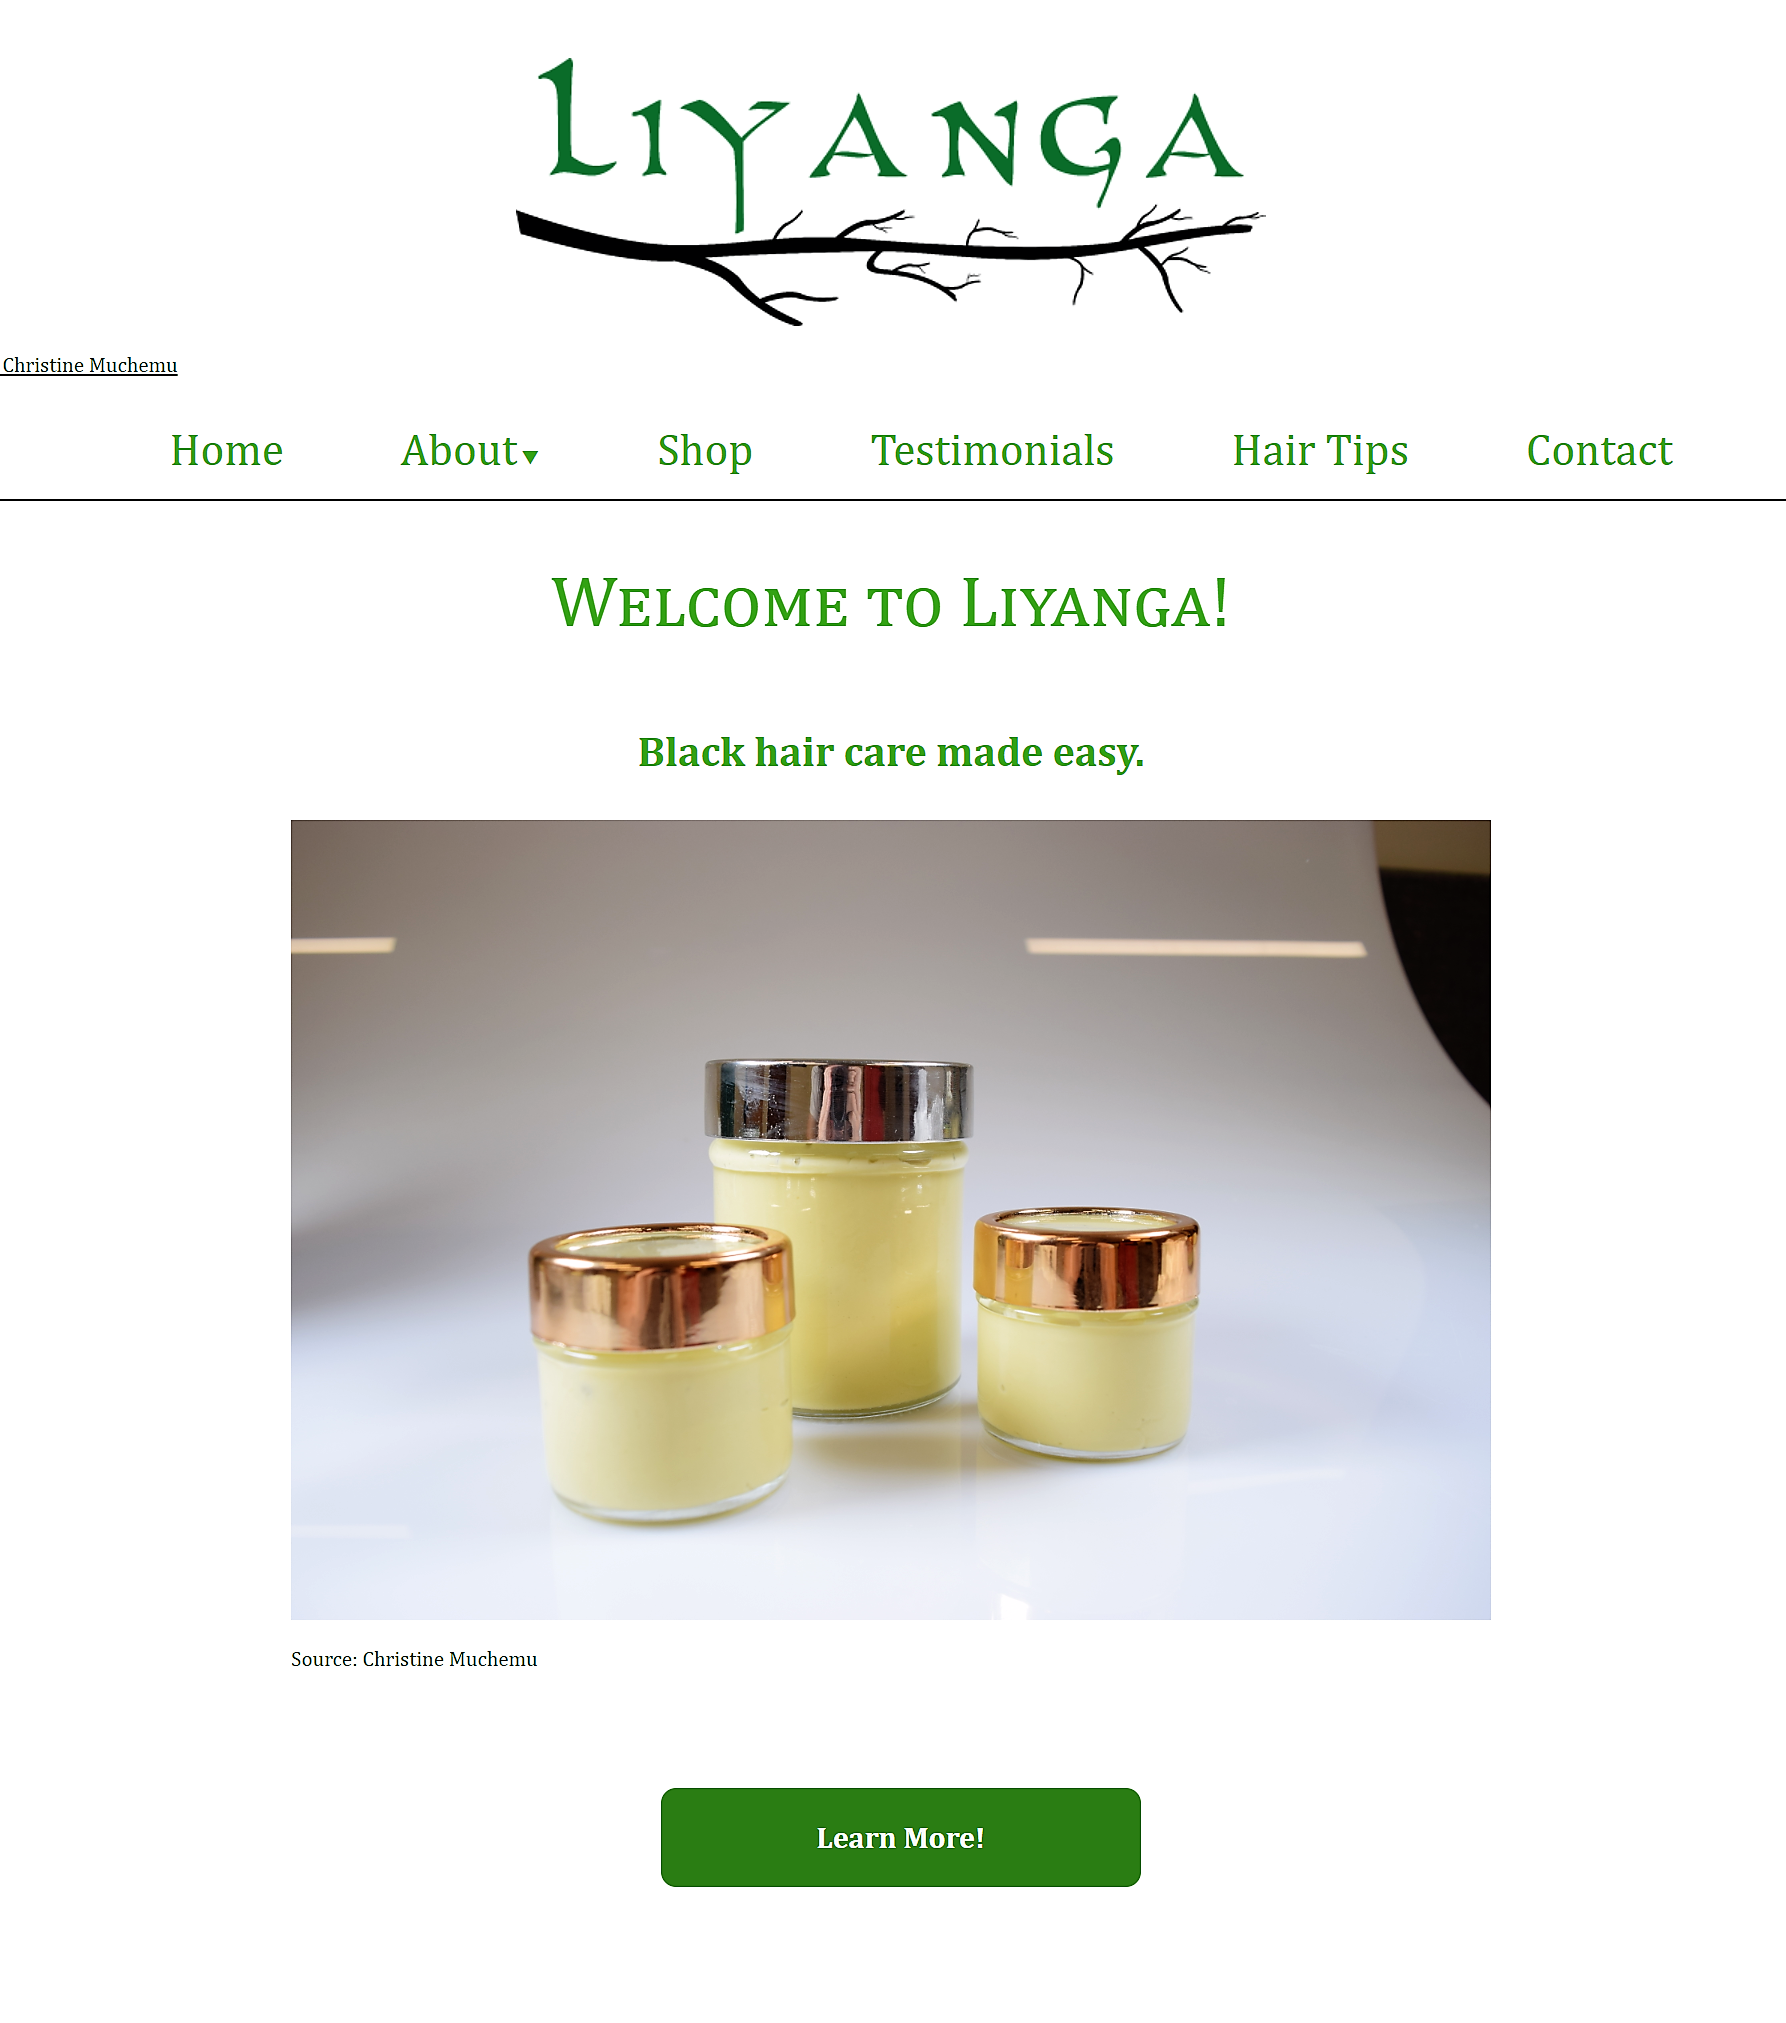 LIYANGA
Christine Muchemu
Home About▾ Shop Testimonials Hair Tips Contact
WELCOME TO LIYANGA!
Black hair care made easy.
Source: Christine Muchemu
Learn More!